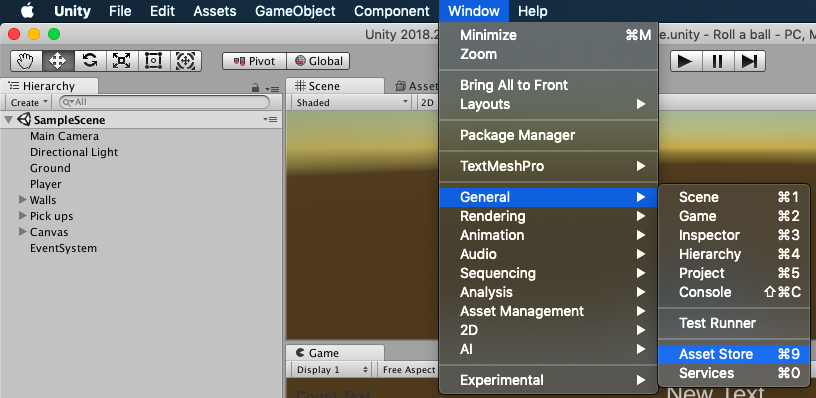 Unity File Edit Assets GameObject Component Window Help
Unity 2018.2
e.unity - Roll a ball - PC, M
Pivot Global
Hierarchy
Create All
SampleScene
Main Camera
Directional Light
Ground
Player
Walls
Pick ups
Canvas
EventSystem
Scene Asset
Shaded 2D
Game
Display 1 Free Aspect
Count Text
New Text
Minimize ⌘M
Zoom
Bring All to Front
Layouts
Package Manager
TextMeshPro
General
Rendering
Animation
Audio
Sequencing
Analysis
Asset Management
2D
AI
Experimental
Scene ⌘1
Game ⌘2
Inspector ⌘3
Hierarchy ⌘4
Project ⌘5
Console ⇧⌘C
Test Runner
Asset Store ⌘9
Services ⌘0